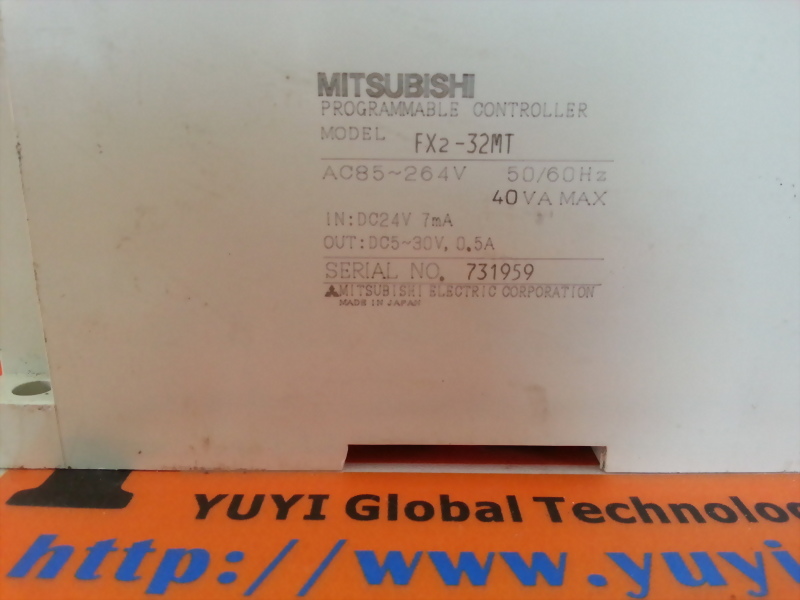 MITSUBISHI
PROGRAMMABLE CONTROLLER
MODEL FX2-32MT
AC85~264V 50/60Hz
40VA MAX
IN:DC24V 7mA
OUT:DC5~30V, 0.5A
SERIAL NO. 731959
MITSUBISHI ELECTRIC CORPORATION
MADE IN JAPAN
YUYI Global Technolo
http://www.yuyi